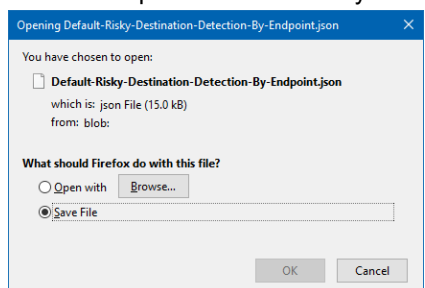 Opening Default-Risky-Destination-Detection-By-Endpoint.json
You have chosen to open:
Default-Risky-Destination-Detection-By-Endpoint.json
which is: json File (15.0 kB)
from: blob:
What should Firefox do with this file?
Open with Browse...
Save File
OK Cancel